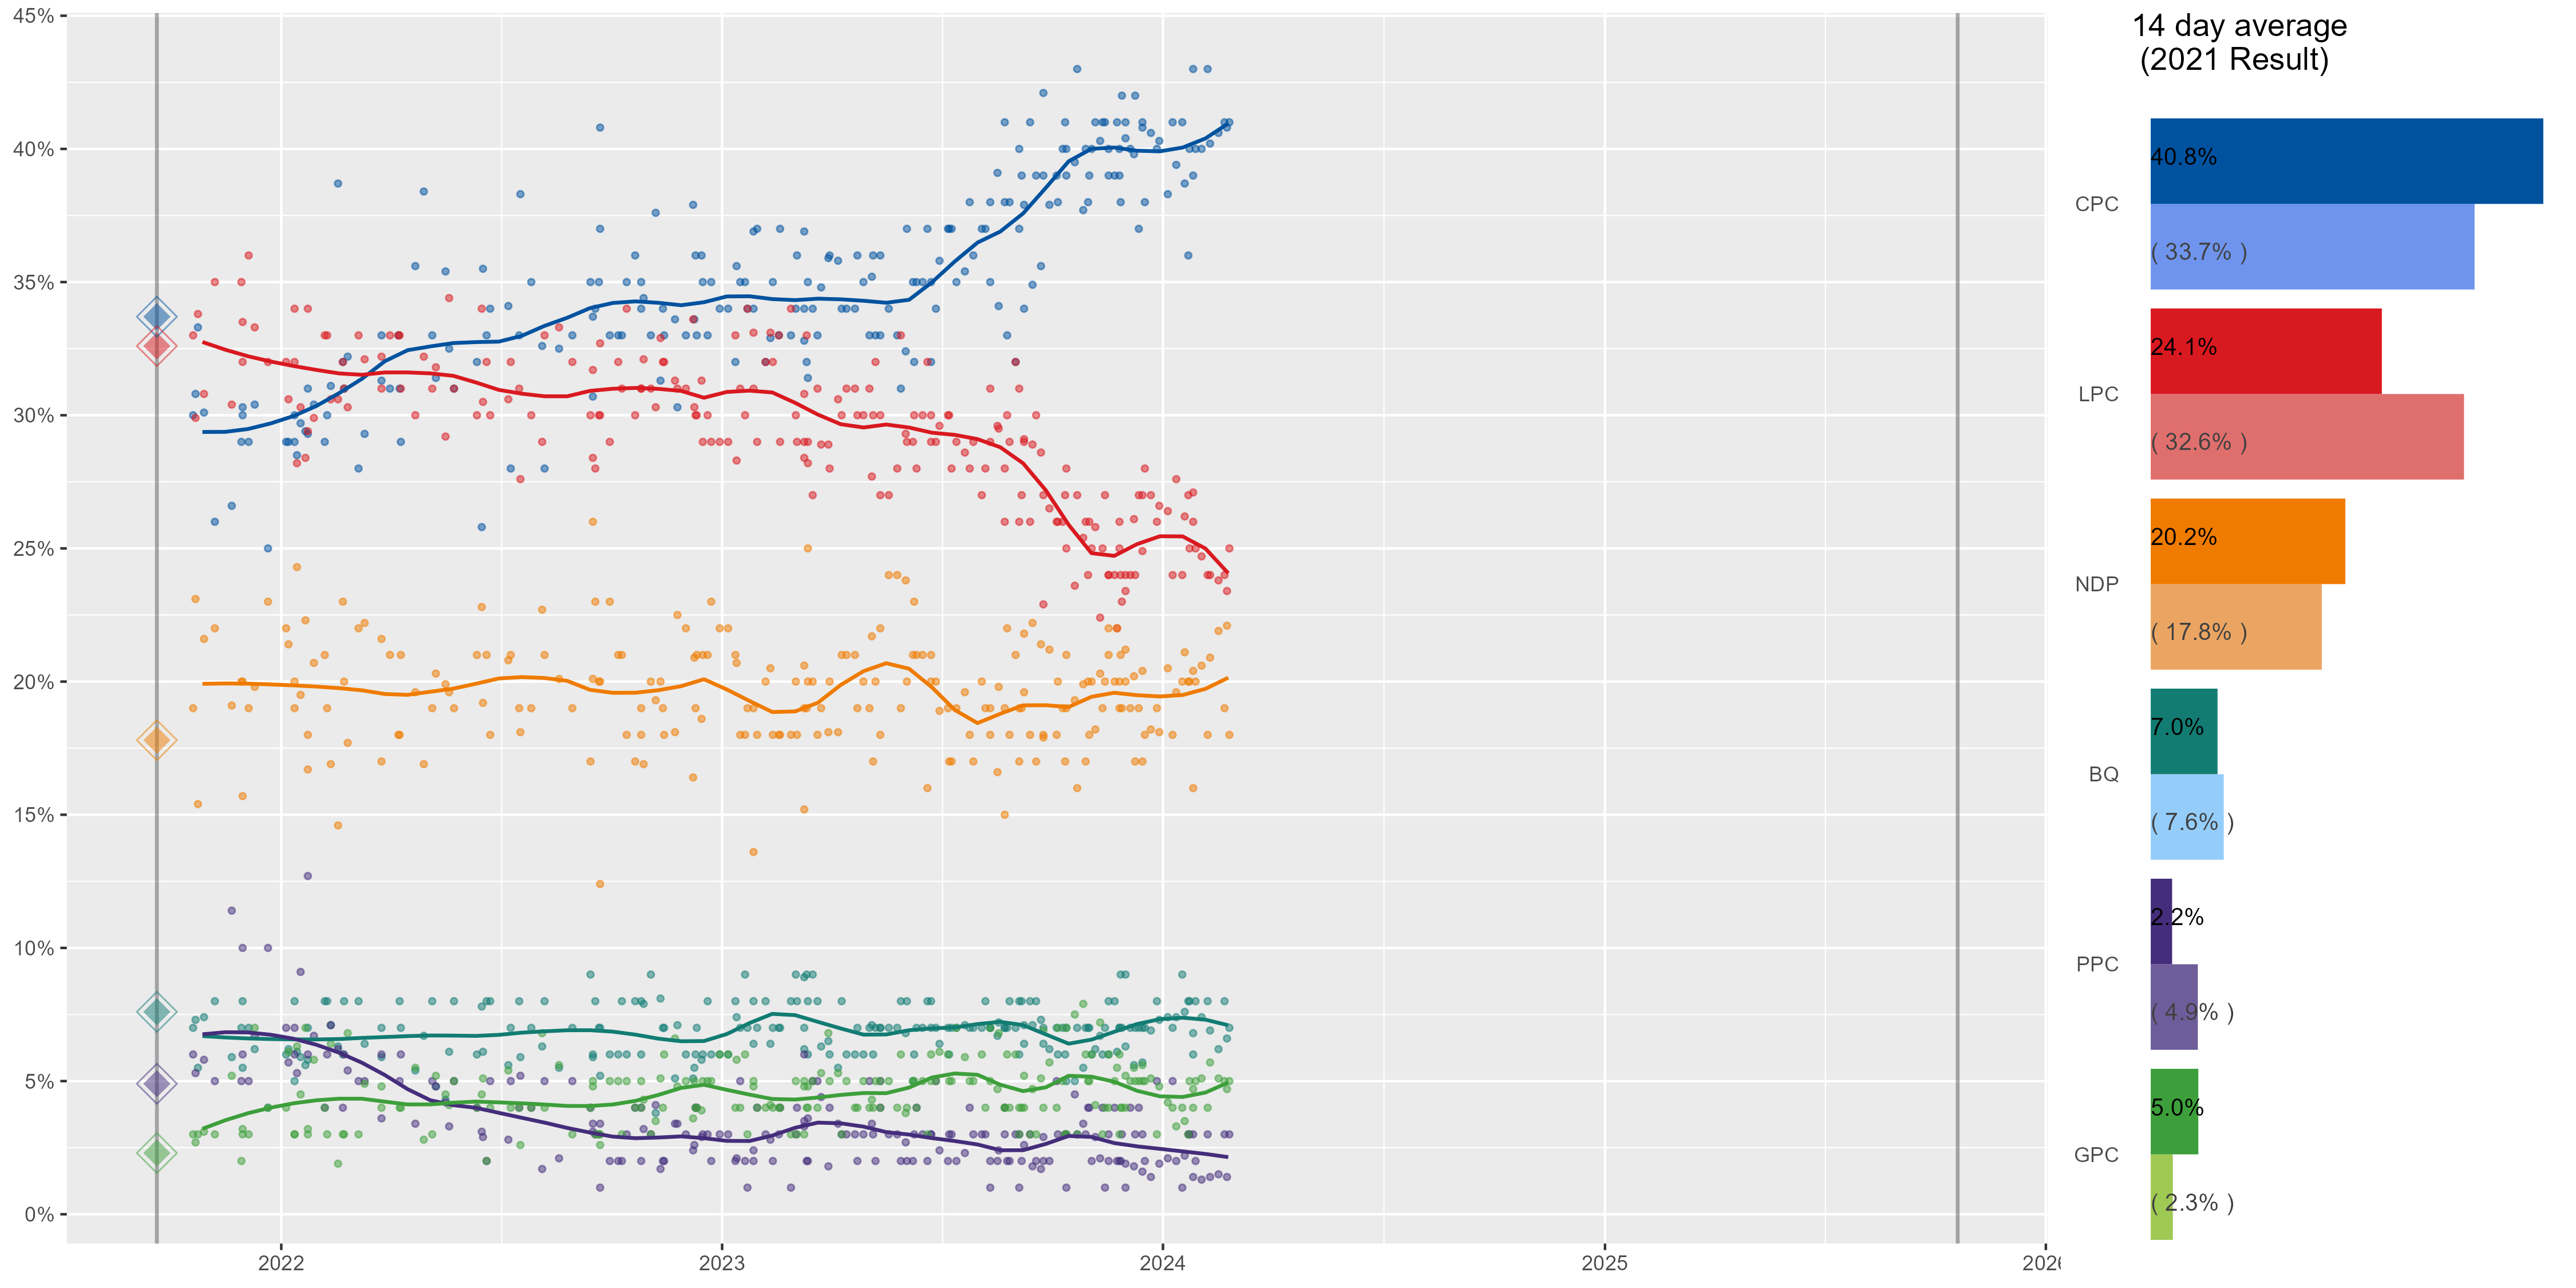 45%
40%
35%
30%
25%
20%
15%
10%
5%
0%
2022
2023
2024
2025
202
14 day average
(2021 Result)
CPC
40.8%
( 33.7% )
LPC
24.1%
( 32.6% )
NDP
20.2%
( 17.8% )
BQ
7.0%
( 7.6% )
PPC
2.2%
( 4.9% )
GPC
5.0%
( 2.3% )